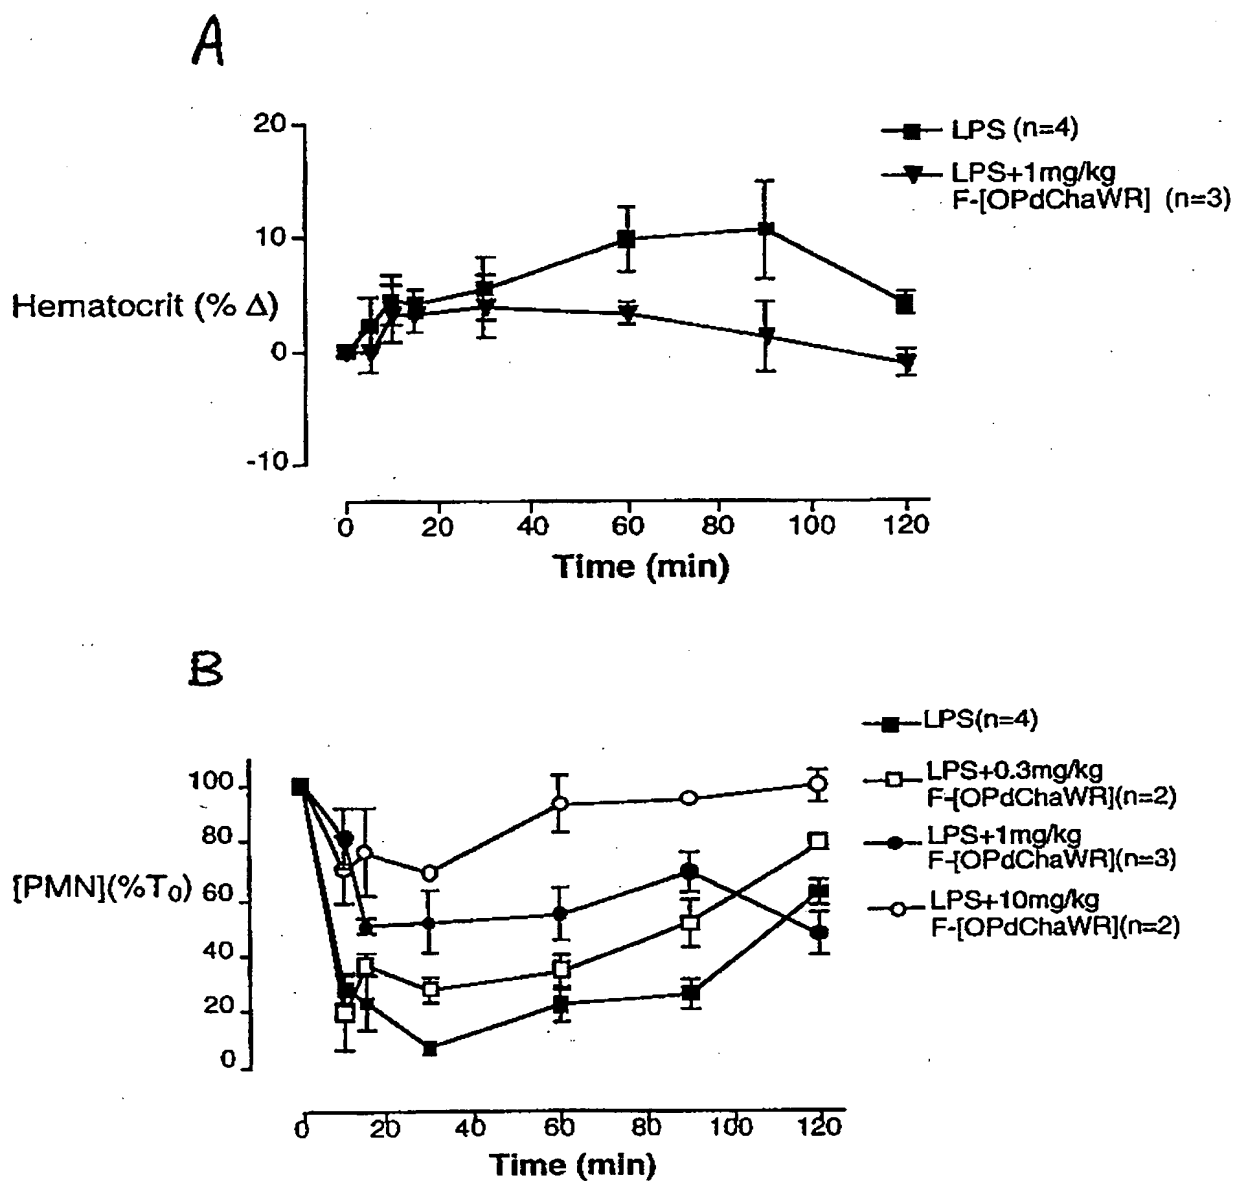 A
20
10
Hematocrit (% Δ)
0
-10
0 20 40 60 80 100 120
Time (min)
LPS (n=4)
LPS+1mg/kg
F-[OPdChaWR] (n=3)
B
100
80
[PMN](%T₀) 60
40
20
0
0 20 40 60 80 100 120
Time (min)
LPS(n=4)
LPS+0.3mg/kg
F-[OPdChaWR](n=2)
LPS+1mg/kg
F-[OPdChaWR](n=3)
LPS+10mg/kg
F-[OPdChaWR](n=2)